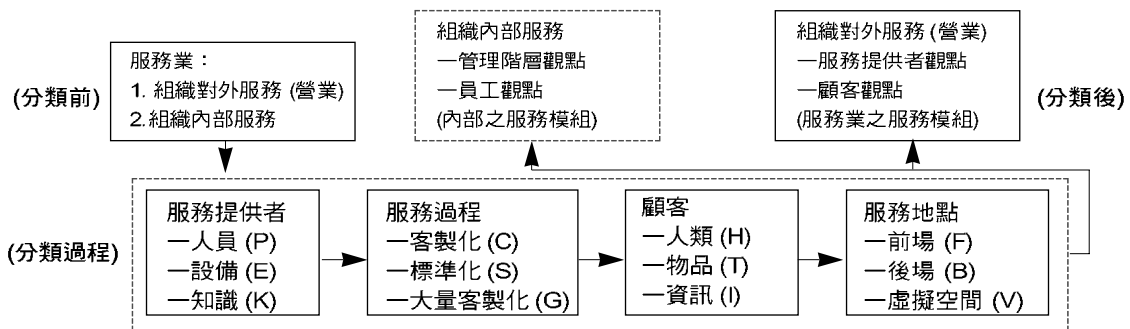 (分類前)
服務業：
1. 組織對外服務 (營業)
2. 組織內部服務
組織內部服務
一管理階層觀點
一員工觀點
(內部之服務模組)
組織對外服務 (營業)
一服務提供者觀點
一顧客觀點
(服務業之服務模組)
(分類後)
(分類過程)
服務提供者
一人員 (P)
一設備 (E)
一知識 (K)
服務過程
一客製化 (C)
一標準化 (S)
一大量客製化 (G)
顧客
一人類 (H)
一物品 (T)
一資訊 (I)
服務地點
一前場 (F)
一後場 (B)
一虛擬空間 (V)